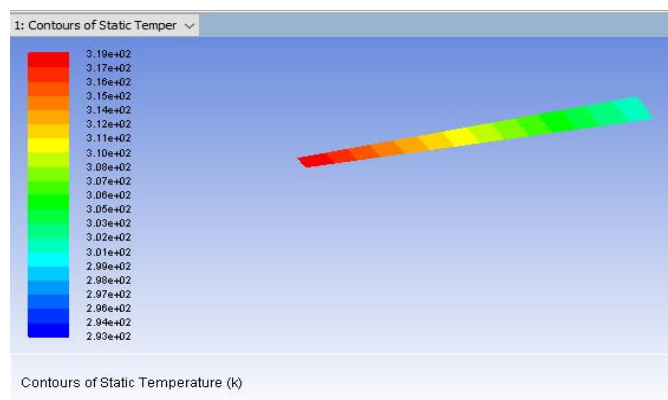 1: Contours of Static Temper
3.19e+02
3.17e+02
3.16e+02
3.15e+02
3.14e+02
3.12e+02
3.11e+02
3.10e+02
3.08e+02
3.07e+02
3.06e+02
3.05e+02
3.03e+02
3.02e+02
3.01e+02
2.99e+02
2.98e+02
2.97e+02
2.96e+02
2.94e+02
2.93e+02
Contours of Static Temperature (k)